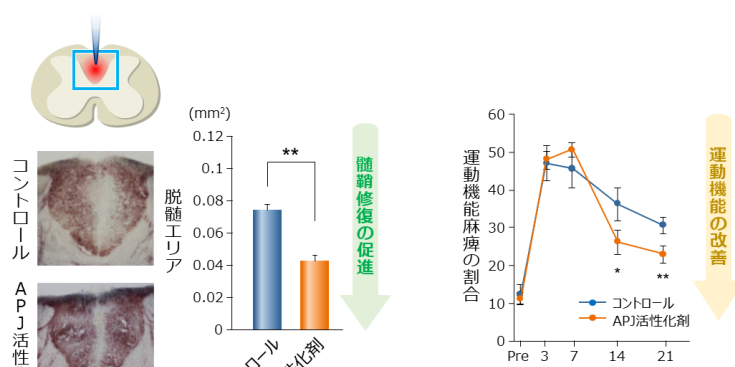 コントロール
APJ活性
(mm²)
0.12
0.1
0.08
0.06
0.04
0.02
0
脱髄エリア
**
髄鞘修復の促進
60
50
40
30
20
10
0
運動機能麻痺の割合
コントロール
APJ活性化剤
*
**
Pre 3 7 14 21
運動機能の改善